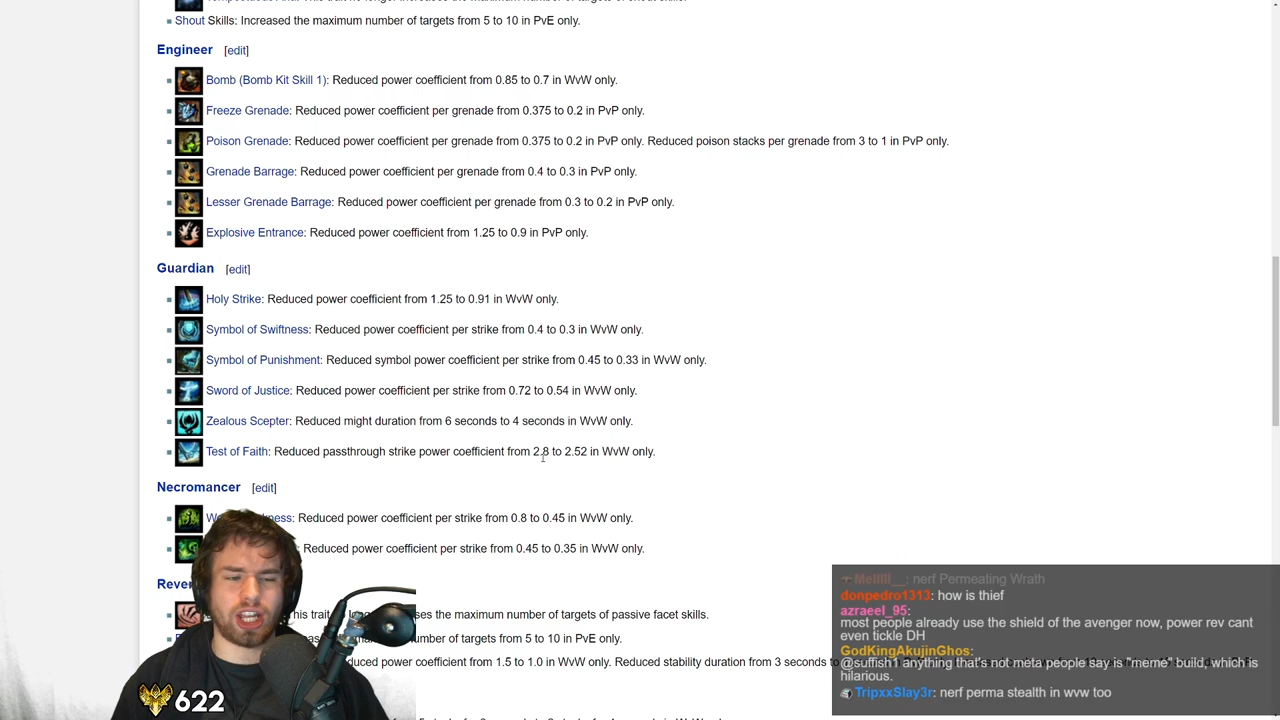 Shout Skills: Increased the maximum number of targets from 5 to 10 in PvE only.
Engineer [edit]
Bomb (Bomb Kit Skill 1): Reduced power coefficient from 0.85 to 0.7 in WvW only.
Freeze Grenade: Reduced power coefficient per grenade from 0.375 to 0.2 in PvP only.
Poison Grenade: Reduced power coefficient per grenade from 0.375 to 0.2 in PvP only. Reduced poison stacks per grenade from 3 to 1 in PvP only.
Grenade Barrage: Reduced power coefficient per grenade from 0.4 to 0.3 in PvP only.
Lesser Grenade Barrage: Reduced power coefficient per grenade from 0.3 to 0.2 in PvP only.
Explosive Entrance: Reduced power coefficient from 1.25 to 0.9 in PvP only.
Guardian [edit]
Holy Strike: Reduced power coefficient from 1.25 to 0.91 in WvW only.
Symbol of Swiftness: Reduced power coefficient per strike from 0.4 to 0.3 in WvW only.
Symbol of Punishment: Reduced symbol power coefficient per strike from 0.45 to 0.33 in WvW only.
Sword of Justice: Reduced power coefficient per strike from 0.72 to 0.54 in WvW only.
Zealous Scepter: Reduced might duration from 6 seconds to 4 seconds in WvW only.
Test of Faith: Reduced passthrough strike power coefficient from 2.8 to 2.52 in WvW only.
Necromancer [edit]
Reduced power coefficient per strike from 0.8 to 0.45 in WvW only.
Reduced power coefficient per strike from 0.45 to 0.35 in WvW only.
Rever
his trait the maximum number of targets of passive facet skills.
number of targets from 5 to 10 in PvE only.
duced power coefficient from 1.5 to 1.0 in WvW only. Reduced stability duration from 3 seconds to
622
MelIIII__: nerf Permeating Wrath
donpedro1313: how is thief
azraeel_95:
most people already use the shield of the avenger now, power rev cant
even tickle DH
GodKingAkujinGhos:
@suffish1 anything that's not meta people say is "meme" build, which is
hilarious.
TripxxSlay3r: nerf perma stealth in wvw too